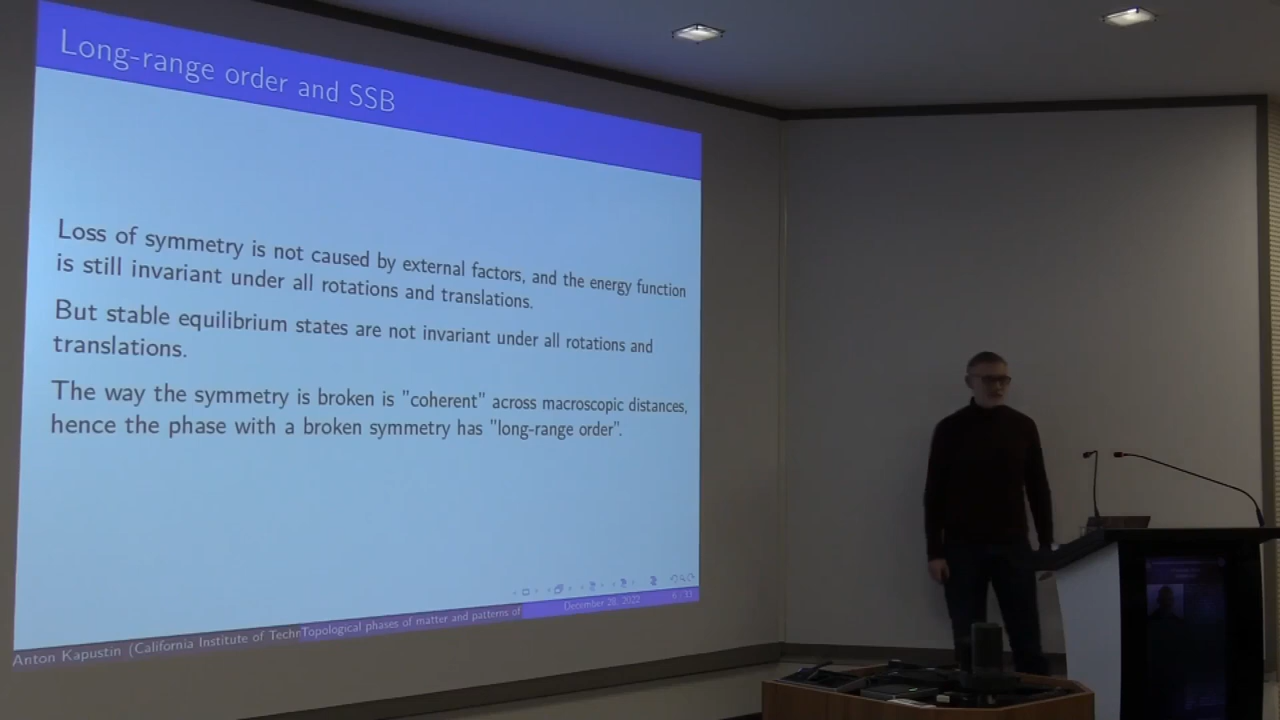 Long-range order and SSB
Loss of symmetry is not caused by external factors, and the energy function
is still invariant under all rotations and translations.
But stable equilibrium states are not invariant under all rotations and
translations.
The way the symmetry is broken is "coherent" across macroscopic distances,
hence the phase with a broken symmetry has "long-range order".
Anton Kapustin (California Institute of Techn Topological phases of matter and patterns of December 28, 2022 6 / 33